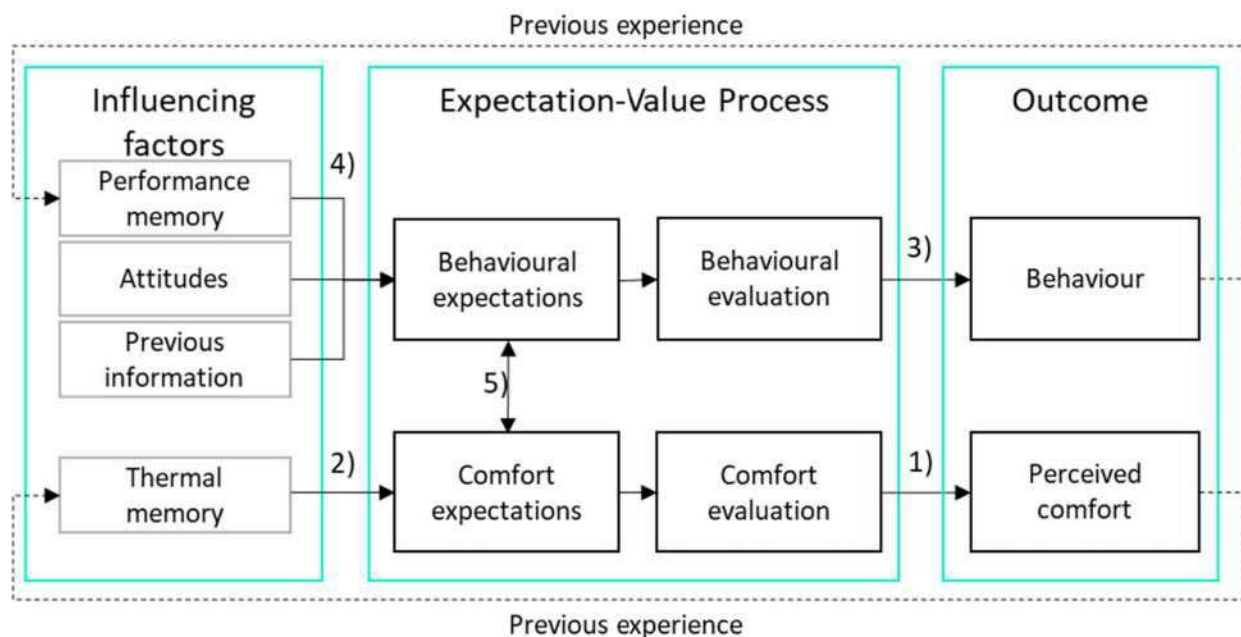 Previous experience
Influencing
factors
Expectation-Value Process
Outcome
4)
Performance
memory
Attitudes
Previous
information
Behavioural
expectations
Behavioural
evaluation
3)
Behaviour
5)
2)
Thermal
memory
Comfort
expectations
Comfort
evaluation
1)
Perceived
comfort
Previous experience